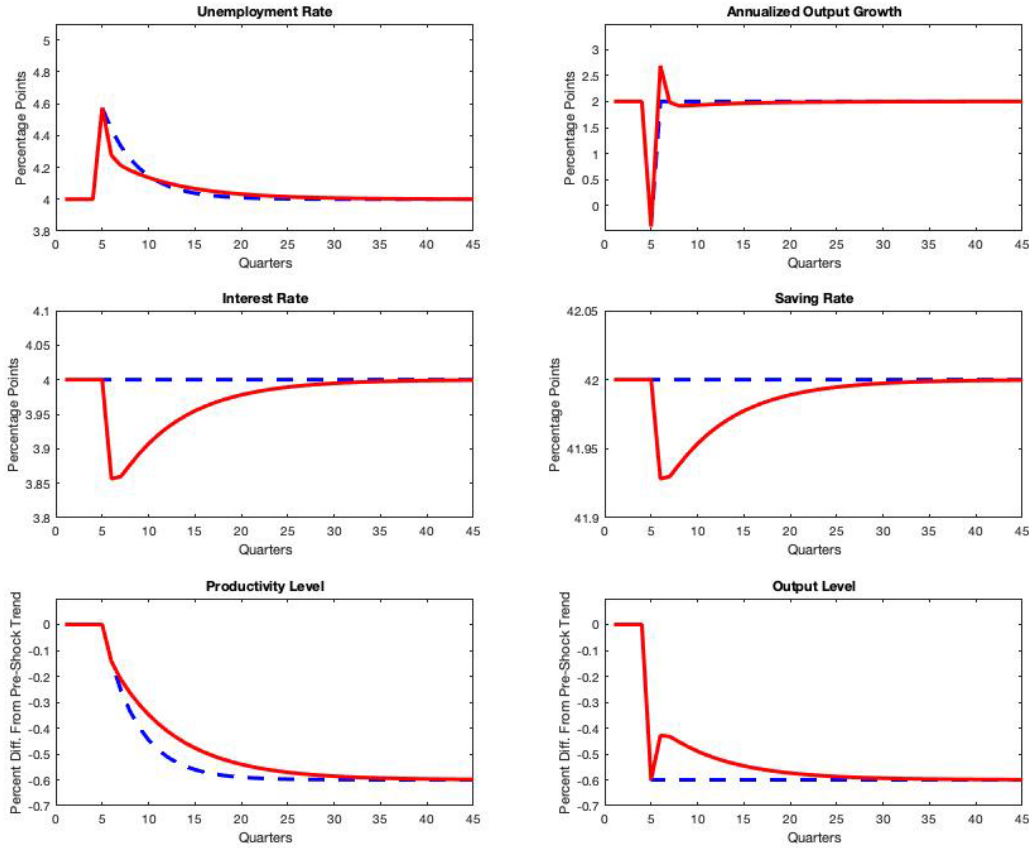 Unemployment Rate
Percentage Points
5
4.8
4.6
4.4
4.2
4
3.8
0 5 10 15 20 25 30 35 40 45
Quarters
Annualized Output Growth
Percentage Points
3
2.5
2
1.5
1
0.5
0
0 5 10 15 20 25 30 35 40 45
Quarters
Interest Rate
Percentage Points
4.1
4.05
4
3.95
3.9
3.85
3.8
0 5 10 15 20 25 30 35 40 45
Quarters
Saving Rate
Percentage Points
42.05
42
41.95
41.9
0 5 10 15 20 25 30 35 40 45
Quarters
Productivity Level
Percent Diff. From Pre-Shock Trend
0
-0.1
-0.2
-0.3
-0.4
-0.5
-0.6
-0.7
0 5 10 15 20 25 30 35 40 45
Quarters
Output Level
Percent Diff. From Pre-Shock Trend
0
-0.1
-0.2
-0.3
-0.4
-0.5
-0.6
-0.7
0 5 10 15 20 25 30 35 40 45
Quarters